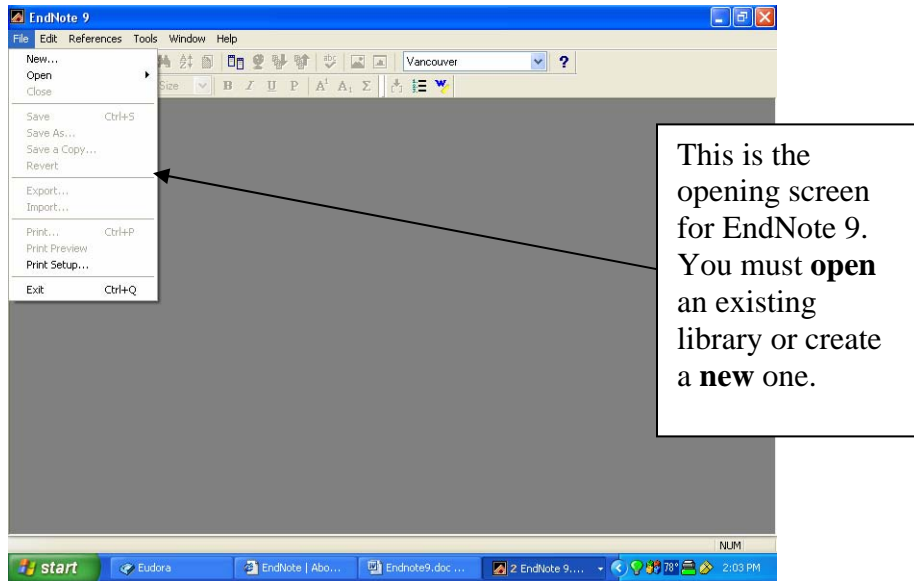 EndNote 9
File Edit References Tools Window Help
New...
Open
Close
Save Ctrl+S
Save As...
Save a Copy...
Revert
Export...
Import...
Print... Ctrl+P
Print Preview
Print Setup...
Exit Ctrl+Q
abc
Vancouver ?
Size B I U P A¹ A₁ Σ
This is the
opening screen
for EndNote 9.
You must open
an existing
library or create
a new one.
NUM
start Eudora EndNote | Abo... Endnote9.doc ... 2 EndNote 9.... 78° 2:03 PM